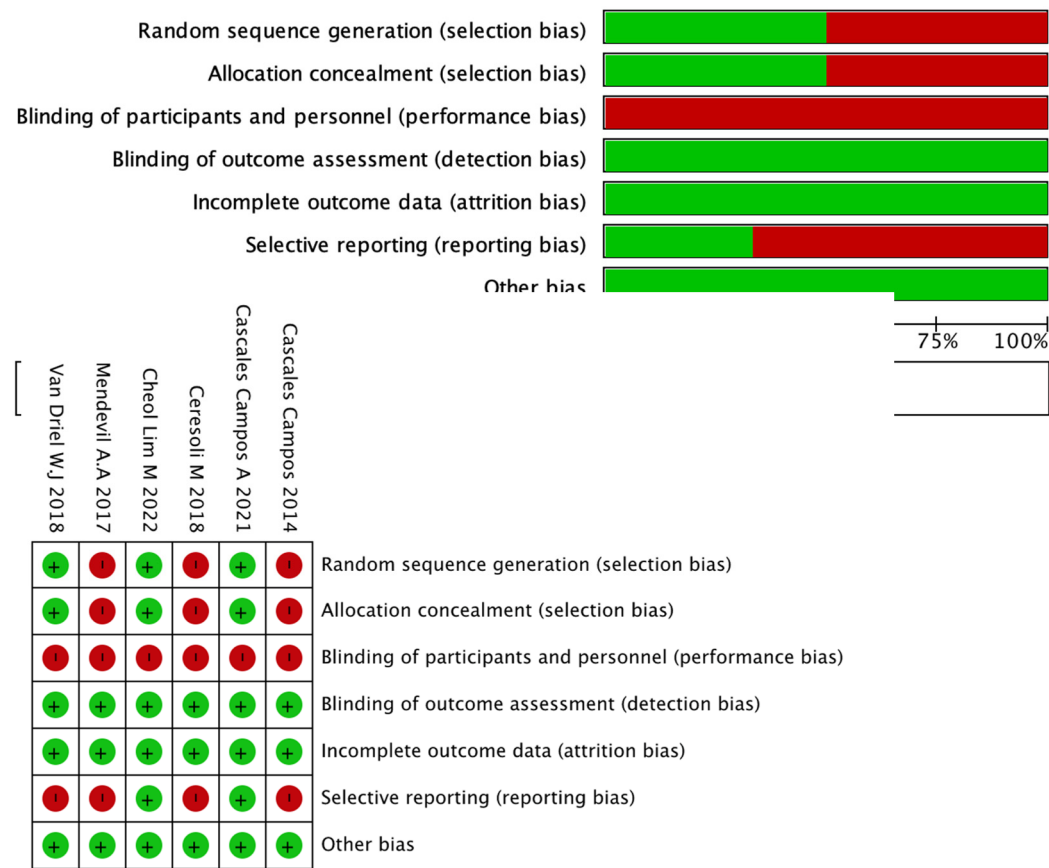 Random sequence generation (selection bias)
Allocation concealment (selection bias)
Blinding of participants and personnel (performance bias)
Blinding of outcome assessment (detection bias)
Incomplete outcome data (attrition bias)
Selective reporting (reporting bias)
Other bias
75% 100%
Van Driel W.J 2018
Mendevil A.A 2017
Cheol Lim M 2022
Ceresoli M 2018
Cascales Campos A 2021
Cascales Campos 2014
+ - + - + - Random sequence generation (selection bias)
+ - + - + - Allocation concealment (selection bias)
- - - - - - Blinding of participants and personnel (performance bias)
+ + + + + + Blinding of outcome assessment (detection bias)
+ + + + + + Incomplete outcome data (attrition bias)
- - + - + - Selective reporting (reporting bias)
+ + + + + + Other bias